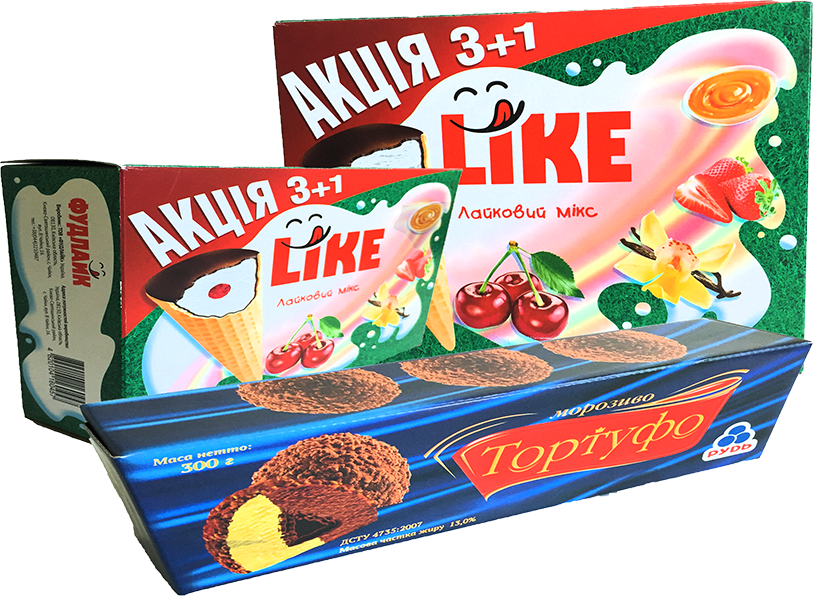 АКЦІЯ 3+1
LIKE
Лайковий мікс
ФУДЛАЙК
АКЦІЯ 3+1
LIKE
Лайковий мікс
морозиво
Тортуфо
РУДЬ
Маса нетто:
300 г
ДСТУ 4735:2007
Масова частка жиру 13,0%